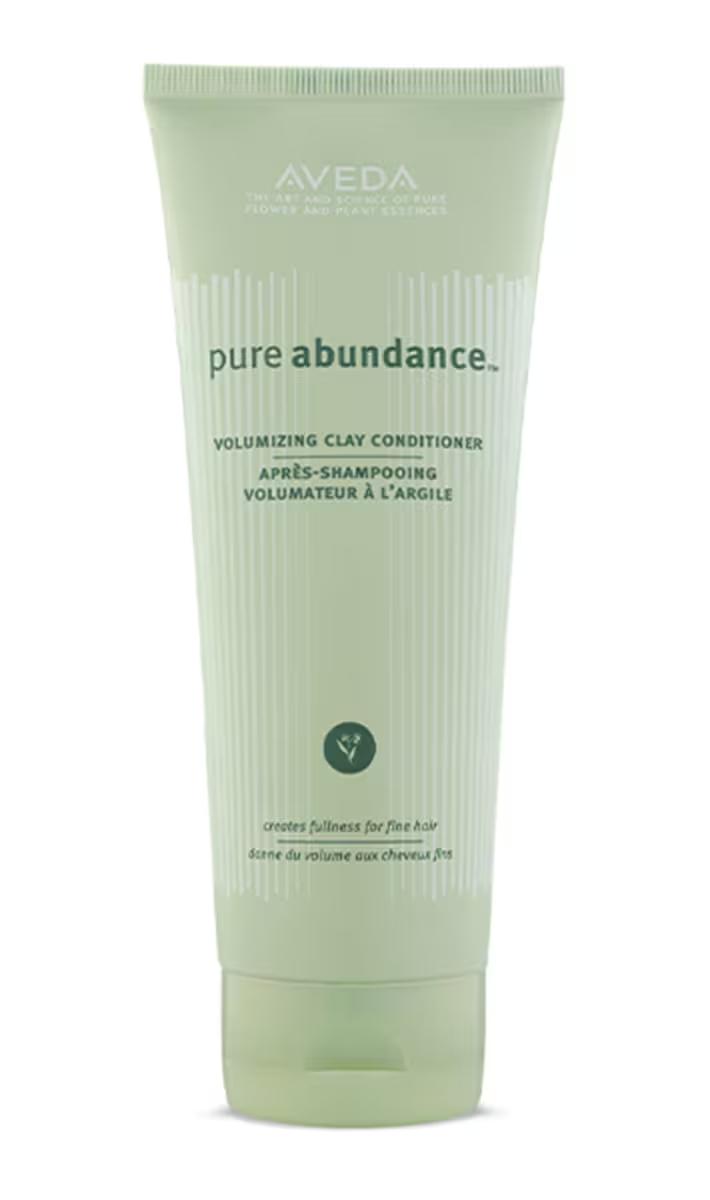 AVEDA
THE ART AND SCIENCE OF PURE
FLOWER AND PLANT ESSENCES
pure abundance™
VOLUMIZING CLAY CONDITIONER
APRÈS-SHAMPOOING
VOLUMATEUR À L'ARGILE
creates fullness for fine hair
donne du volume aux cheveux fins